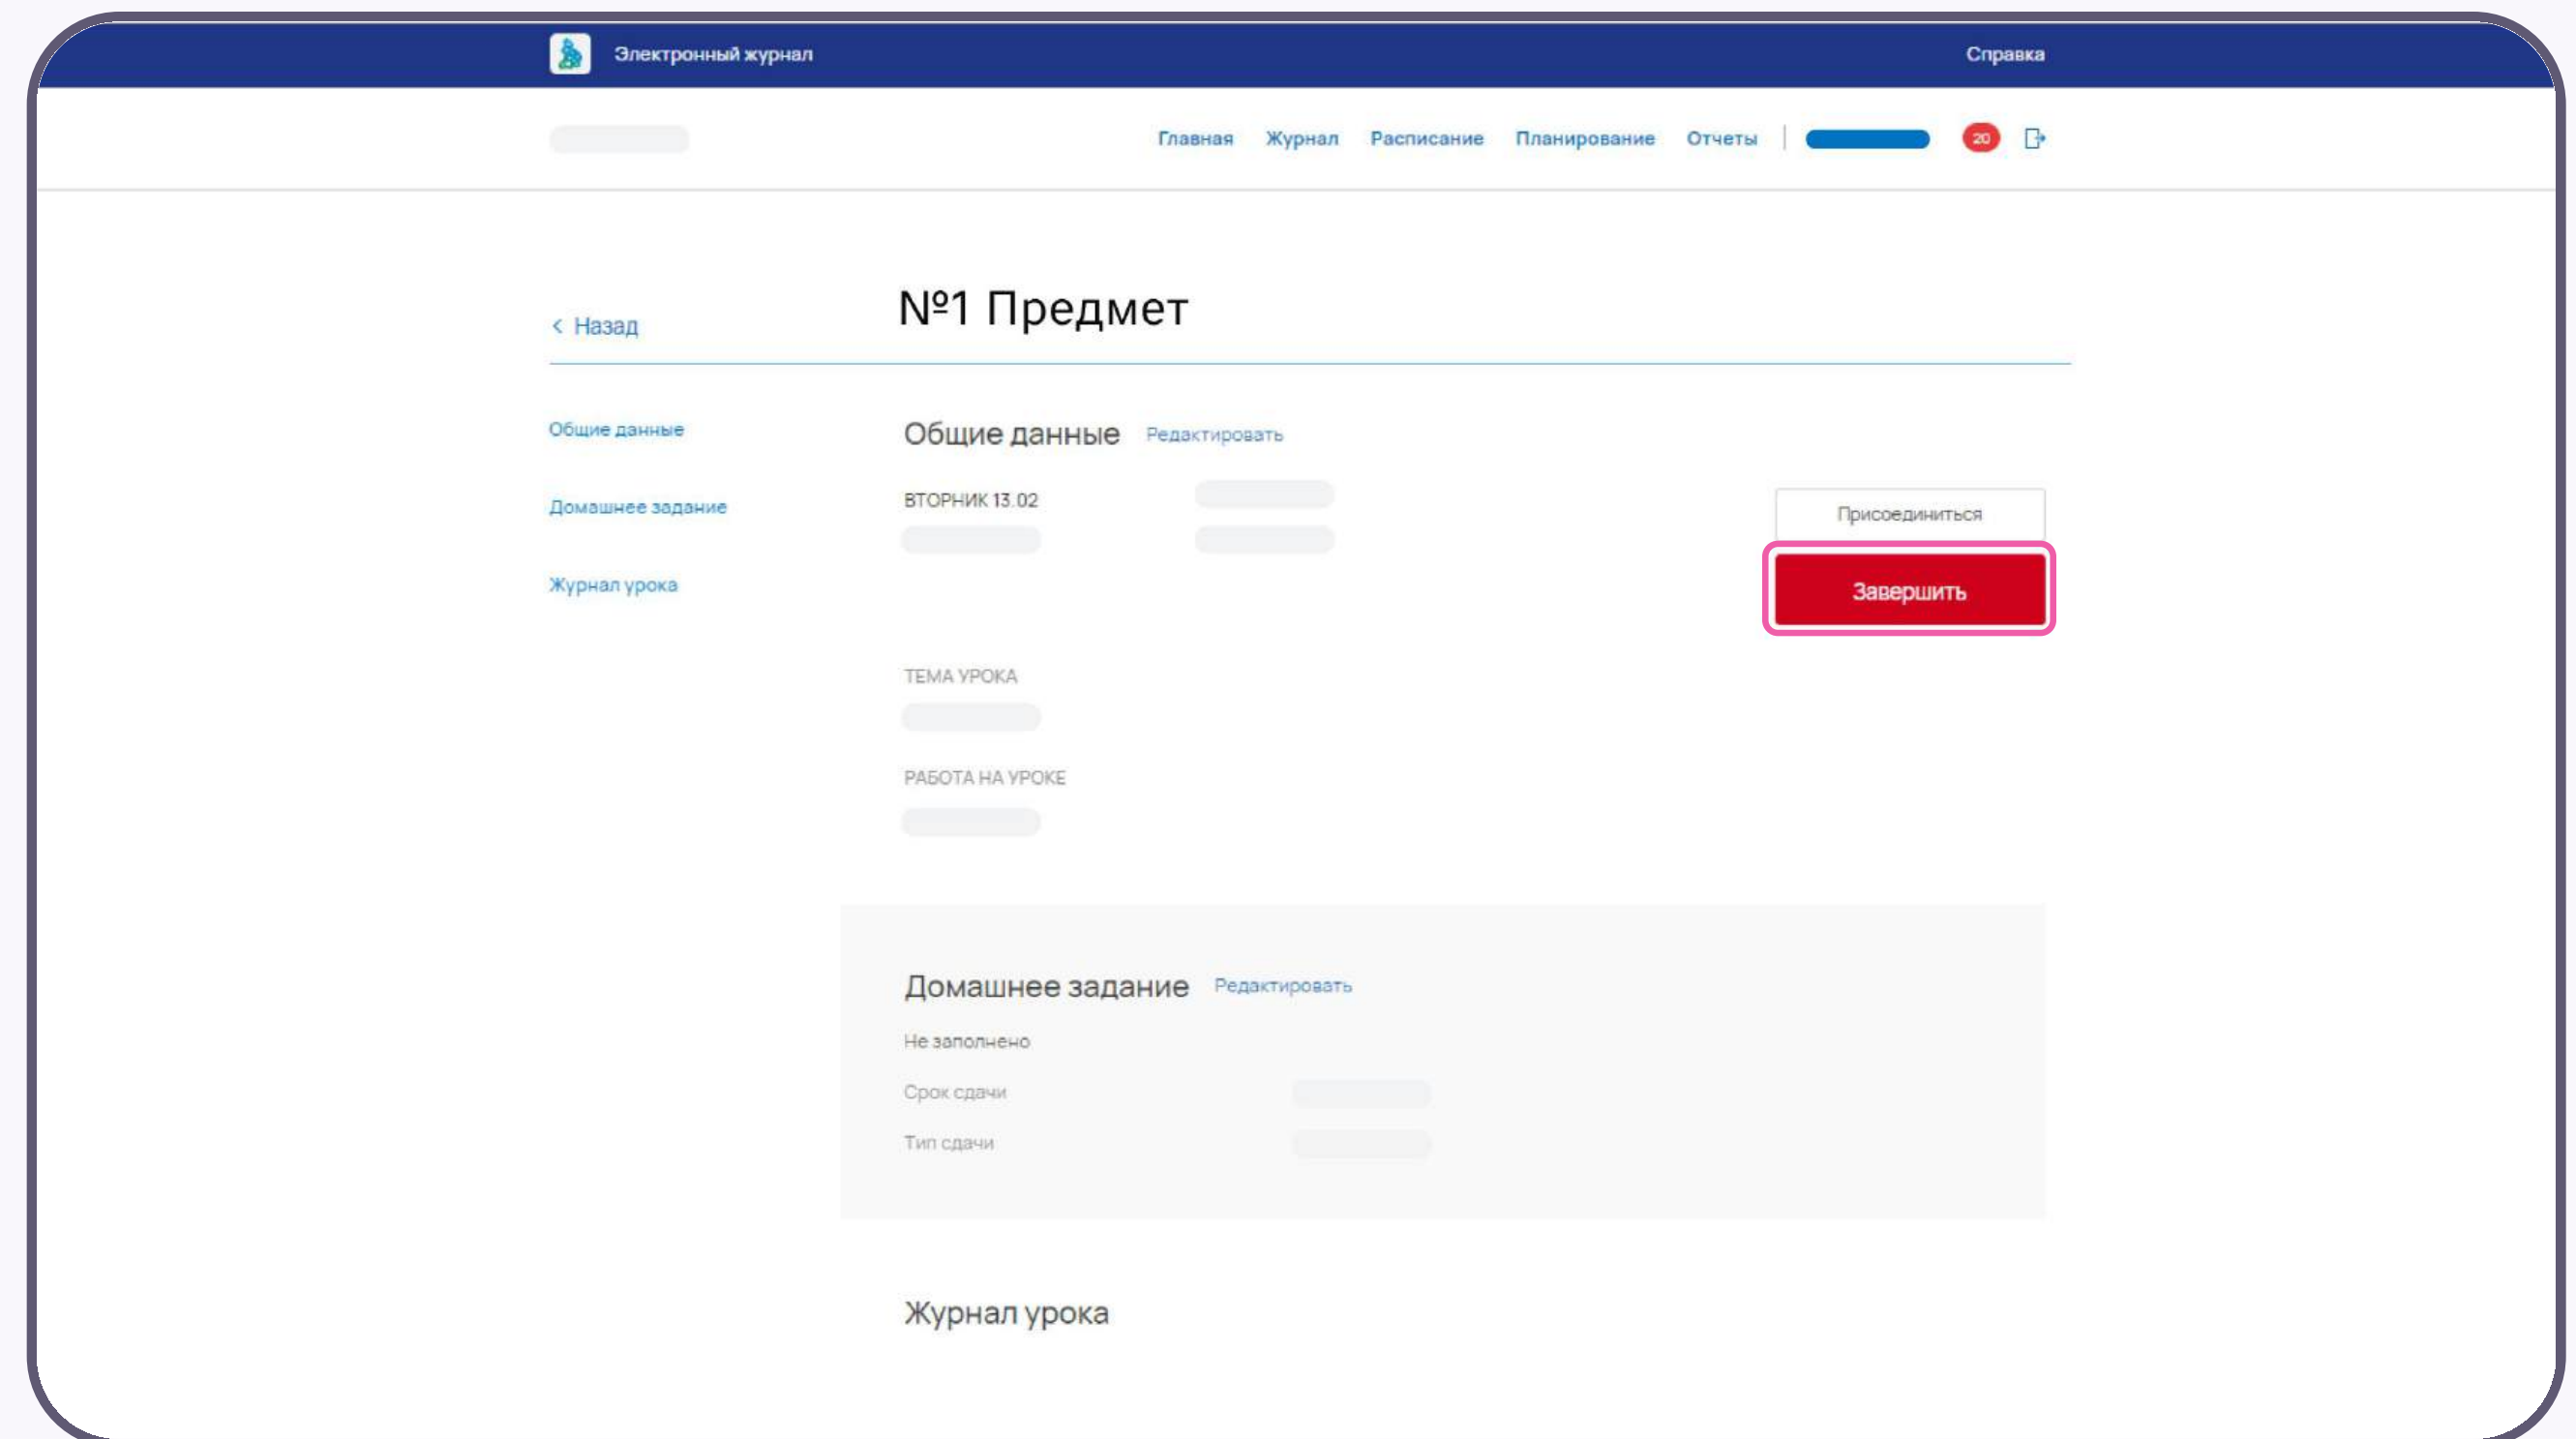 Электронный журнал
Справка
Главная Журнал Расписание Планирование Отчеты 20
< Назад
№1 Предмет
Общие данные
Домашнее задание
Журнал урока
Общие данные Редактировать
ВТОРНИК 13.02
Присоединиться
Завершить
ТЕМА УРОКА
РАБОТА НА УРОКЕ
Домашнее задание Редактировать
Не заполнено
Срок сдачи
Тип сдачи
Журнал урока